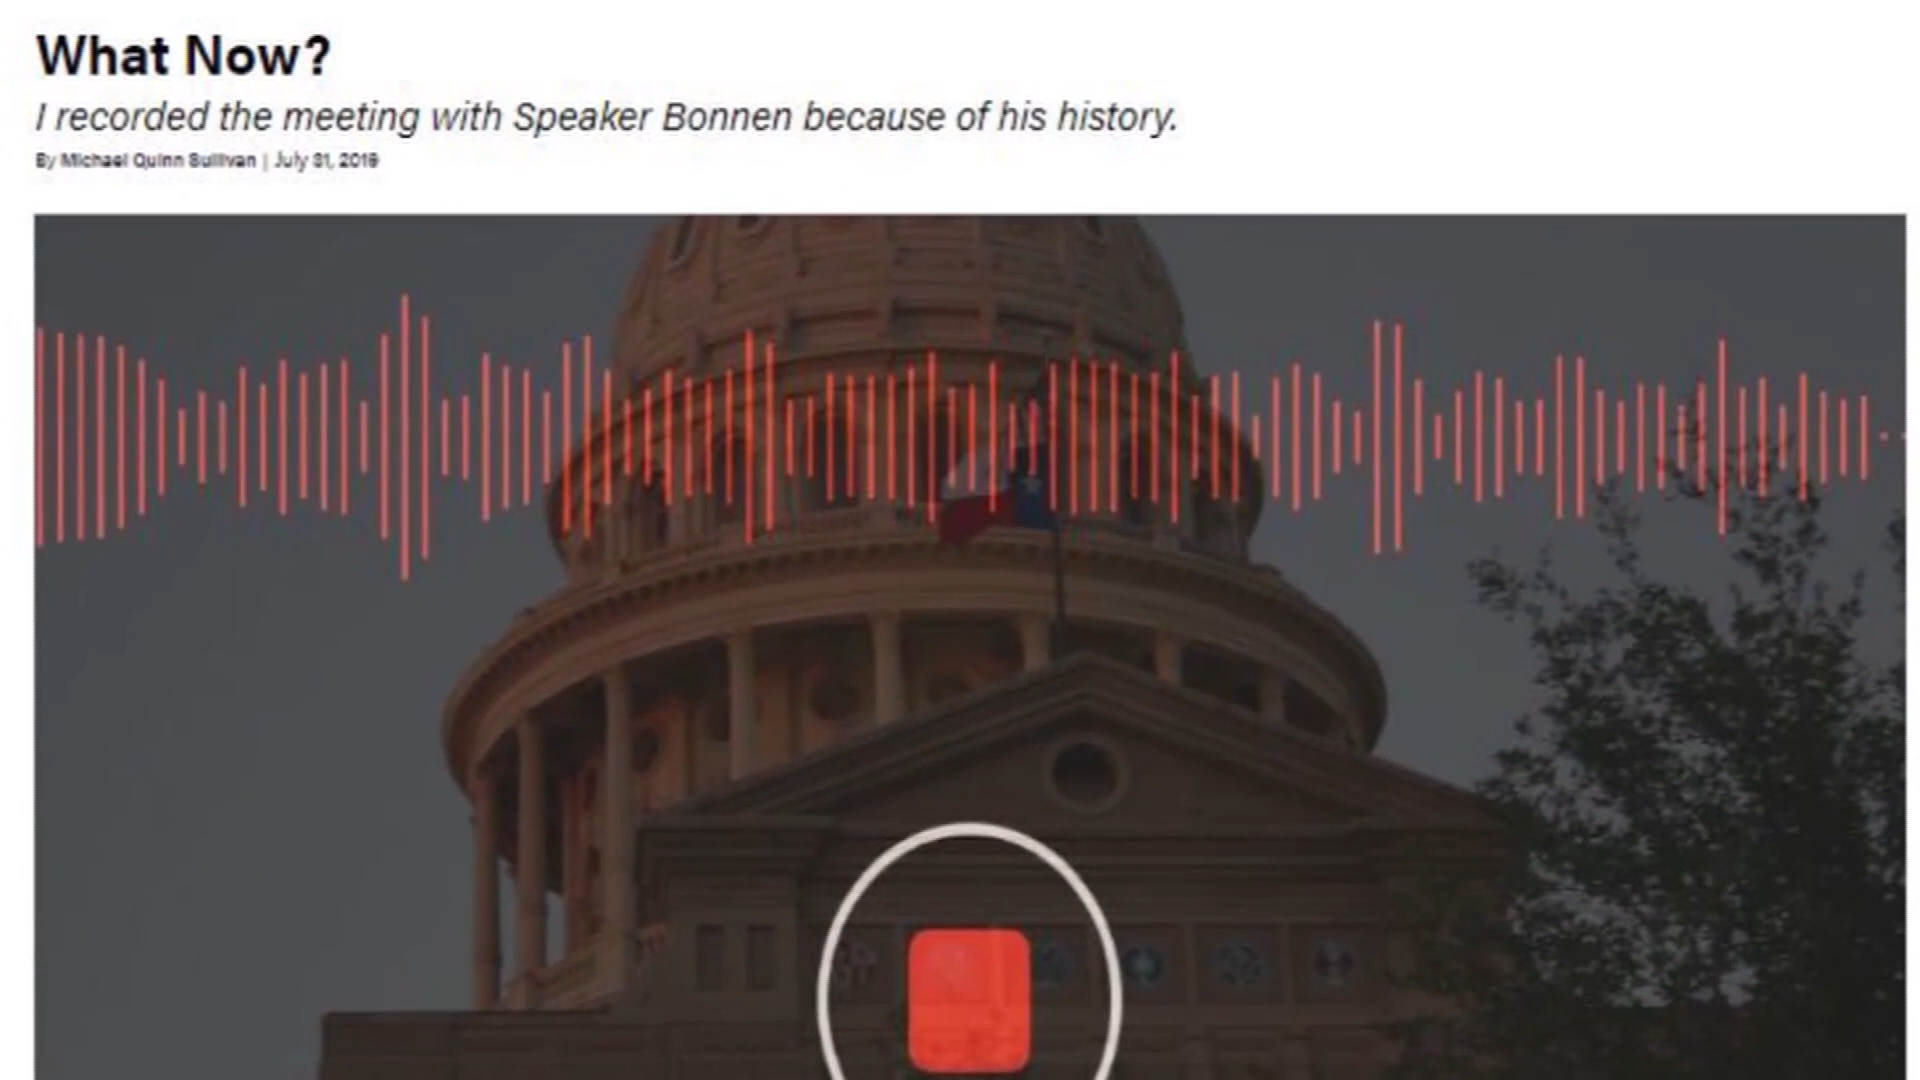 What Now?
I recorded the meeting with Speaker Bonnen because of his history.
By Michael Quinn Sullivan | July 31, 2019